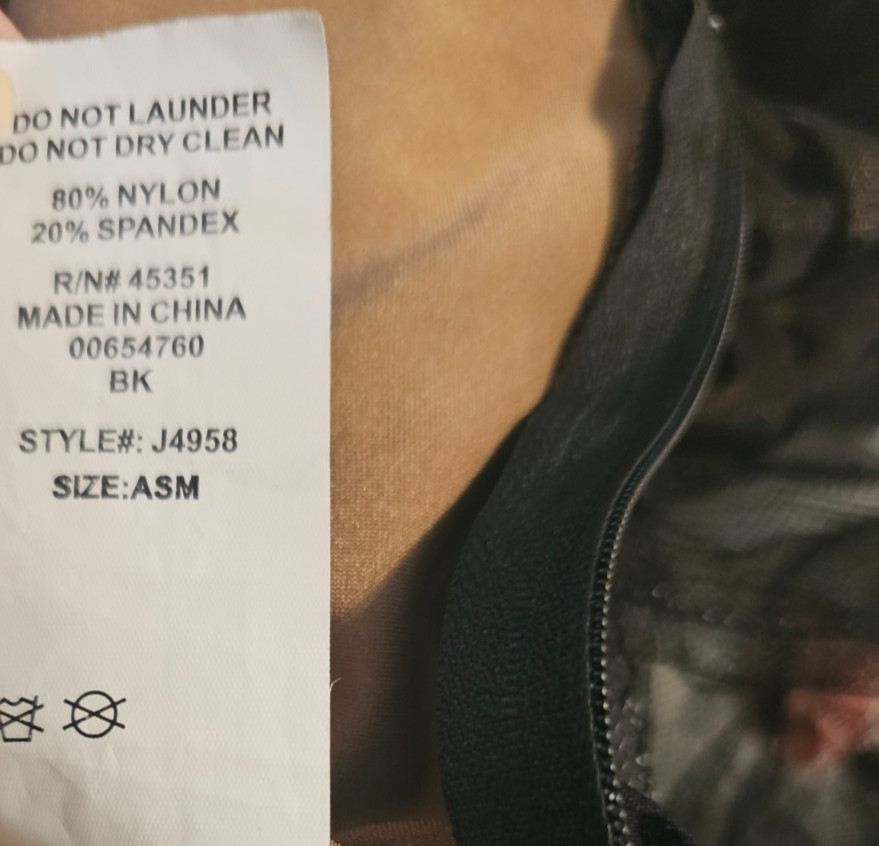 DO NOT LAUNDER
DO NOT DRY CLEAN
80% NYLON
20% SPANDEX
R/N# 45351
MADE IN CHINA
00654760
BK
STYLE#: J4958
SIZE:ASM